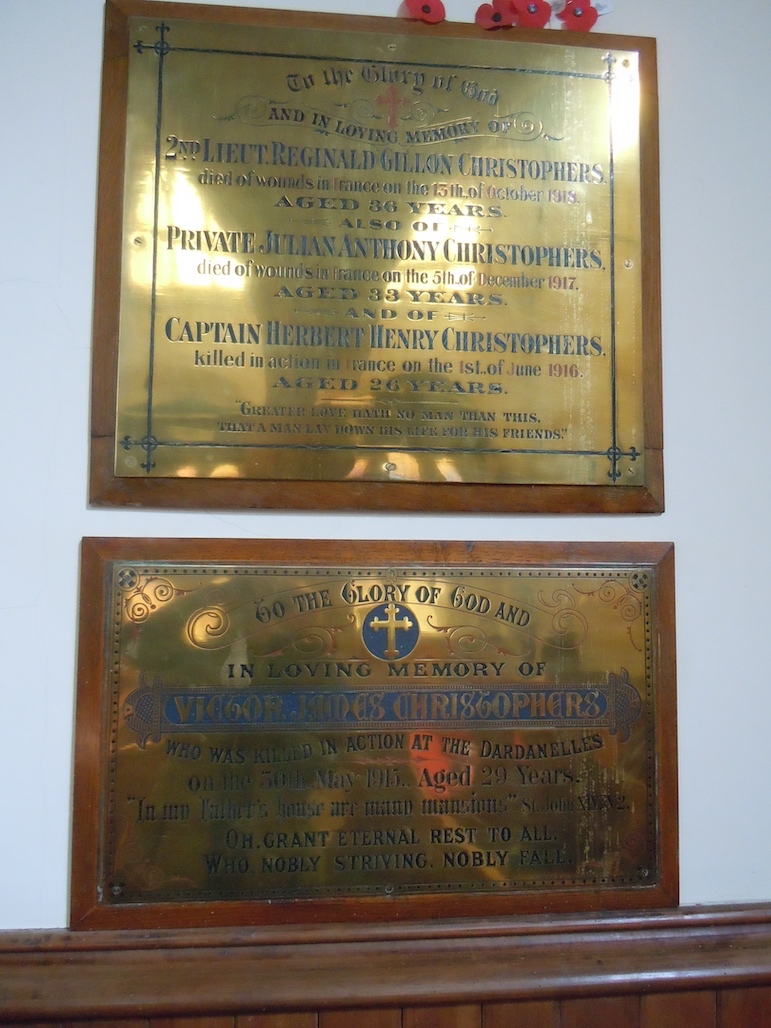 To the Glory of God
AND IN LOVING MEMORY OF
2ND LIEUT. REGINALD GILLON CHRISTOPHERS.
died of wounds in France on the 13th. of October 1918.
AGED 36 YEARS.
ALSO OF
PRIVATE JULIAN ANTHONY CHRISTOPHERS,
died of wounds in France on the 5th. of December 1917.
AGED 33 YEARS.
AND OF
CAPTAIN HERBERT HENRY CHRISTOPHERS,
killed in action in France on the 1st. of June 1916.
AGED 26 YEARS.
"GREATER LOVE HATH NO MAN THAN THIS,
THAT A MAN LAY DOWN HIS LIFE FOR HIS FRIENDS."
TO THE GLORY OF GOD AND
IN LOVING MEMORY OF
VICTOR JAMES CHRISTOPHERS
WHO WAS KILLED IN ACTION AT THE DARDANELLES
on the 30th May 1915. Aged 29 Years.
"In my Father's house are many mansions" St. John XIV. V.2.
OH, GRANT ETERNAL REST TO ALL,
WHO, NOBLY STRIVING, NOBLY FALL.